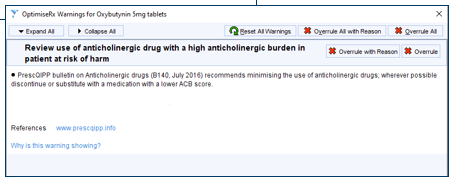 OptimiseRx Warnings for Oxybutynin 5mg tablets
Expand All
Collapse All
Reset All Warnings
Overrule All with Reason
Overrule All
Review use of anticholinergic drug with a high anticholinergic burden in
patient at risk of harm
Overrule with Reason
Overrule
• PrescQIPP bulletin on Anticholinergic drugs (B140, July 2016) recommends minimising the use of anticholinergic drugs; wherever possible
discontinue or substitute with a medication with a lower ACB score.
References www.prescqipp.info
Why is this warning showing?